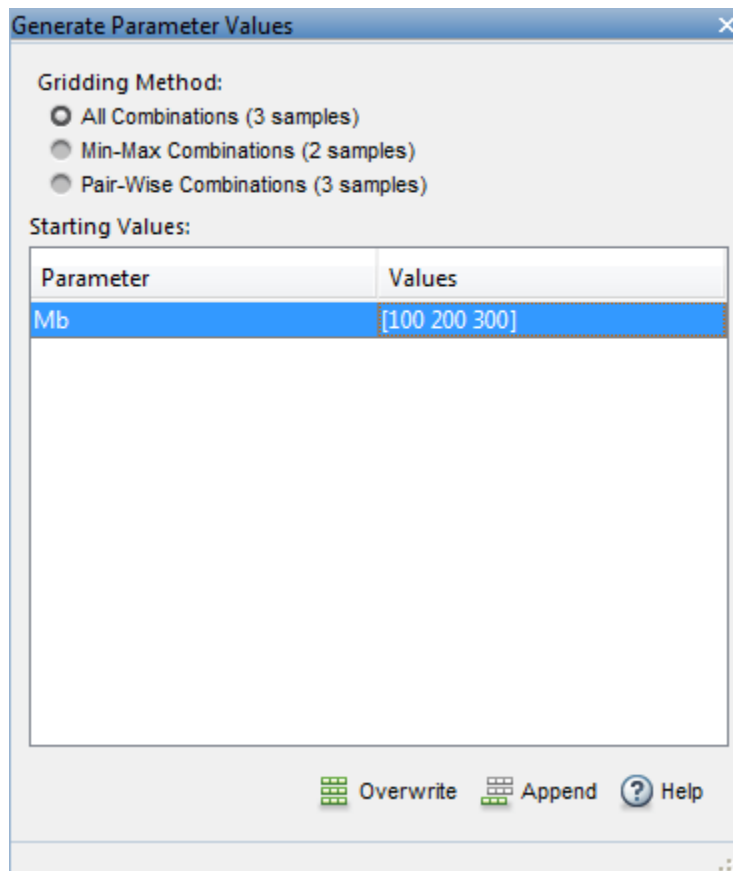 Generate Parameter Values
Gridding Method:
All Combinations (3 samples)
Min-Max Combinations (2 samples)
Pair-Wise Combinations (3 samples)
Starting Values:
Parameter Values
Mb [100 200 300]
Overwrite Append ? Help